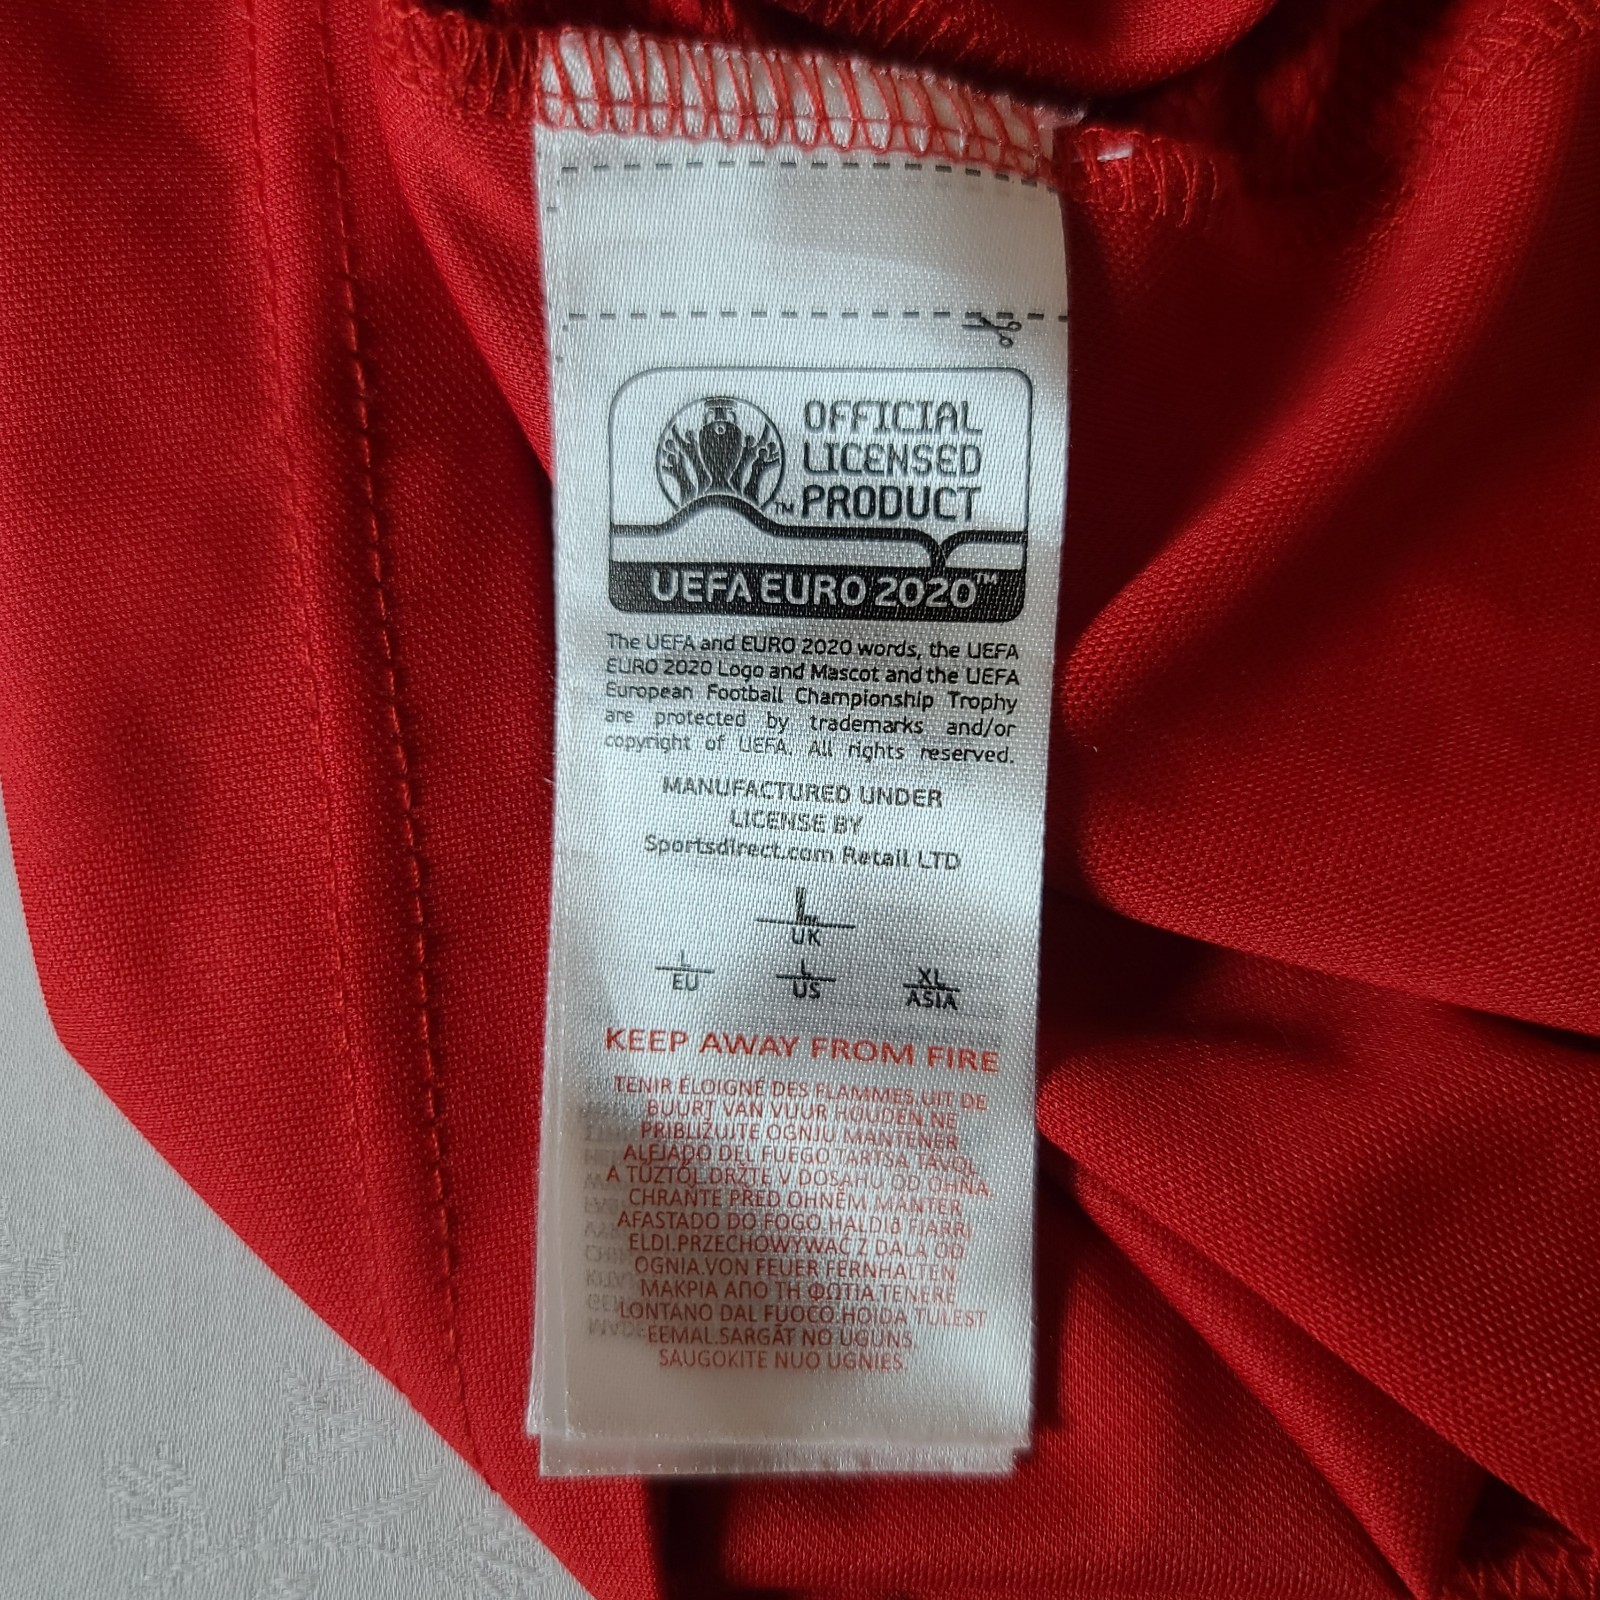 OFFICIAL
LICENSED
PRODUCT
TM
UEFA EURO 2020™
The UEFA and EURO 2020 words, the UEFA
EURO 2020 Logo and Mascot and the UEFA
European Football Championship Trophy
are protected by trademarks and/or
copyright of UEFA. All rights reserved.
MANUFACTURED UNDER
LICENSE BY
Sportsdirect.com Retail LTD
L
UK
L L XL
EU US ASIA
KEEP AWAY FROM FIRE
TENIR ÉLOIGNÉ DES FLAMMES.UIT DE
BUURT VAN VUUR HOUDEN.NE
PRIBLIŽUJTE OGNJU.MANTENER
ALEJADO DEL FUEGO.TARTSA TÁVOL
A TŰZTŐL.DRŽTE V DOSAHU OD OHŇA.
CHRAŇTE PŘED OHNĚM.MANTER
AFASTADO DO FOGO.HALDIð FJARRI
ELDI.PRZECHOWYWAĆ Z DALA OD
OGNIA.VON FEUER FERNHALTEN.
ΜΑΚΡΙΑ ΑΠΟ ΤΗ ΦΩΤΙΑ.TENERE
LONTANO DAL FUOCO.HOIDA TULEST
EEMAL.SARGĀT NO UGUNS.
SAUGOKITE NUO UGNIES.